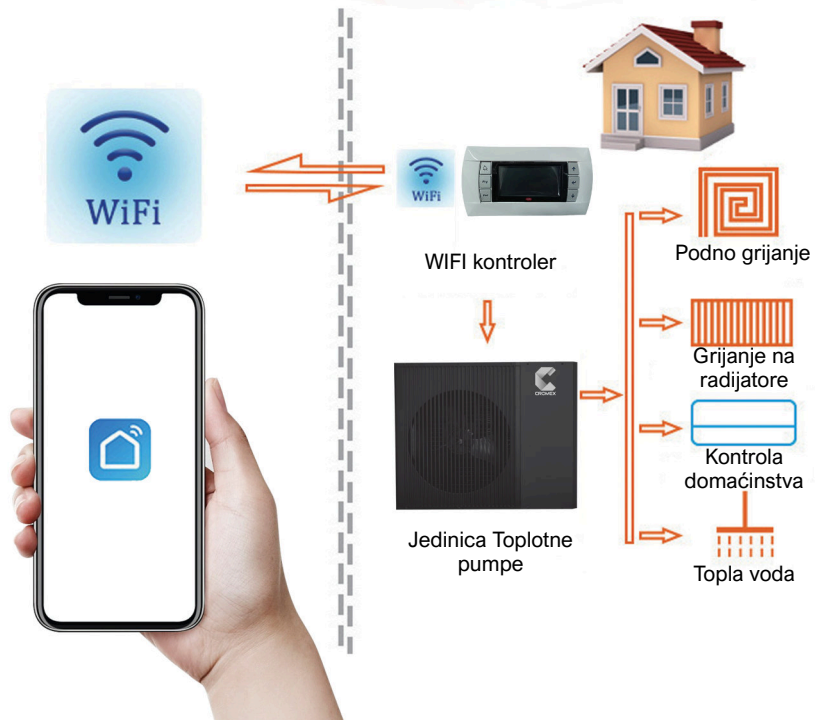 WiFi
WiFi
WIFI kontroler
Podno grijanje
Grijanje na
radijatore
CROMEX
Jedinica Toplotne
pumpe
Kontrola
domaćinstva
Topla voda